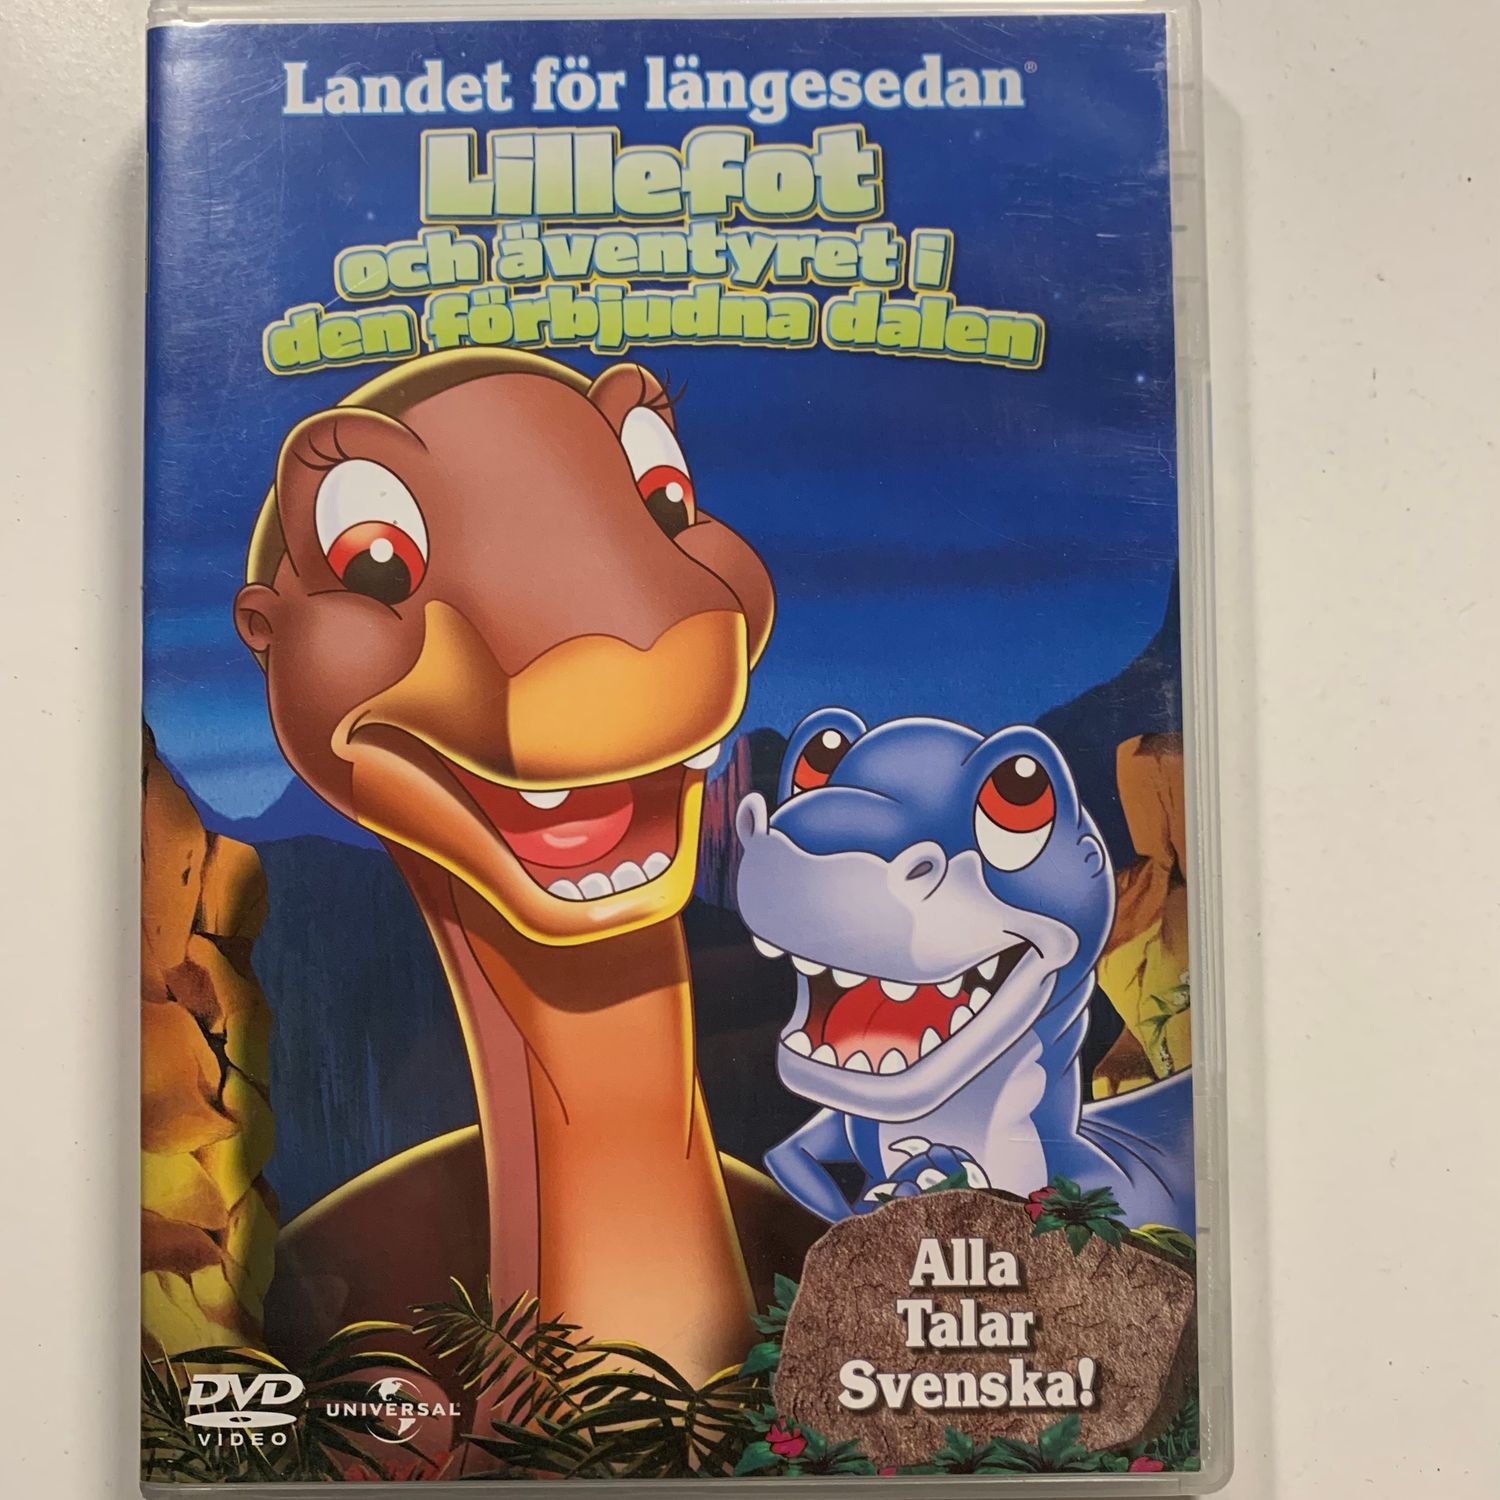 Landet för längesedan®
Lillefot
och äventyret i
den förbjudna dalen
Alla
Talar
Svenska!
DVD
VIDEO
UNIVERSAL